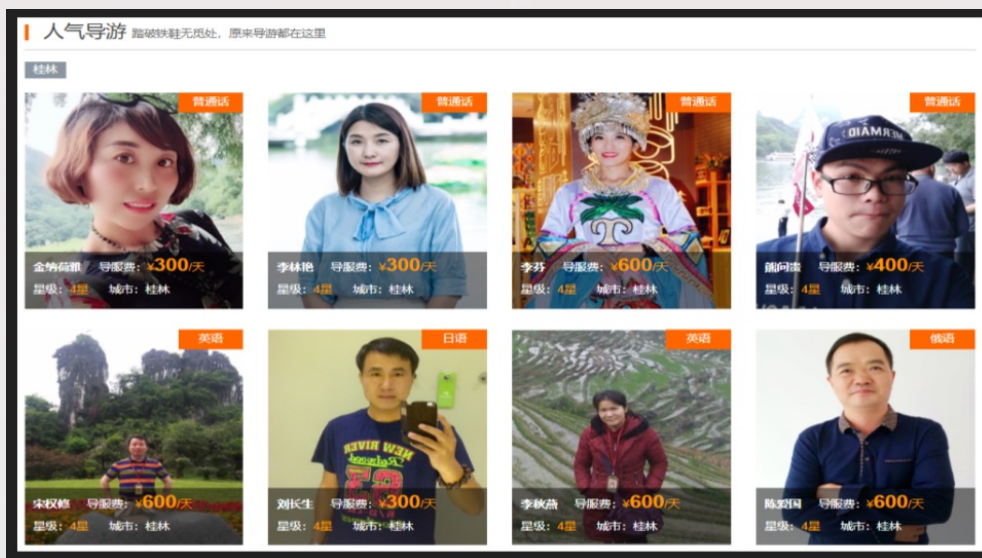 人气导游 踏破铁鞋无觅处，原来导游都在这里
桂林
普通话
李林艳 导服费：¥300/天
星级：4星 城市：桂林
普通话
导服费：¥300/天
星级：4星 城市：桂林
普通话
李芬 导服费：¥600/天
星级：4星 城市：桂林
普通话
MERMAID
导服费：¥400/天
星级：4星 城市：桂林
英语
宋权修 导服费：¥600/天
星级：4星 城市：桂林
日语
NEW RIVER
刘长生 导服费：¥300/天
星级：4星 城市：桂林
英语
李秋燕 导服费：¥600/天
星级：4星 城市：桂林
俄语
陈爱国 导服费：¥600/天
星级：4星 城市：桂林